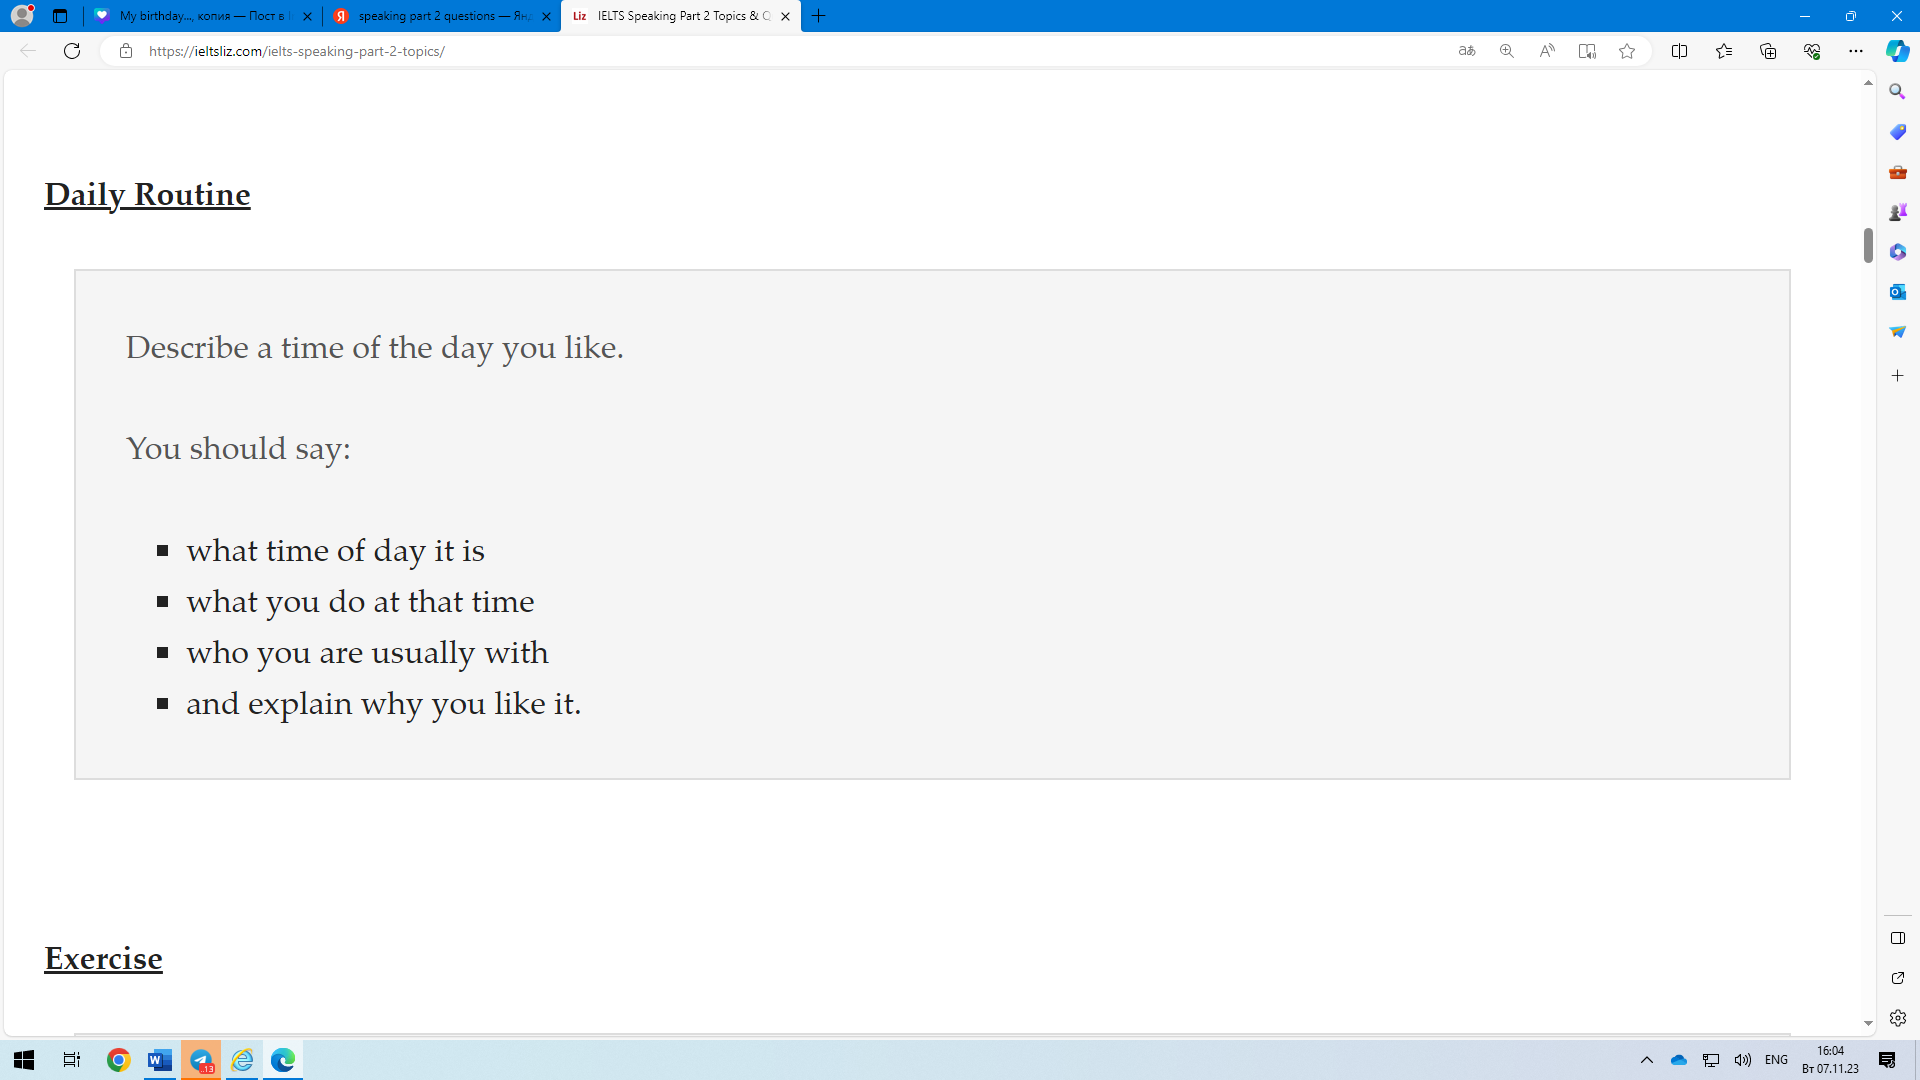 My birthday..., копия — Пост в
speaking part 2 questions — Ян
Liz IELTS Speaking Part 2 Topics & Q
https://ieltsliz.com/ielts-speaking-part-2-topics/
Daily Routine
Describe a time of the day you like.
You should say:
what time of day it is
what you do at that time
who you are usually with
and explain why you like it.
Exercise
..13
ENG
16:04
Вт 07.11.23